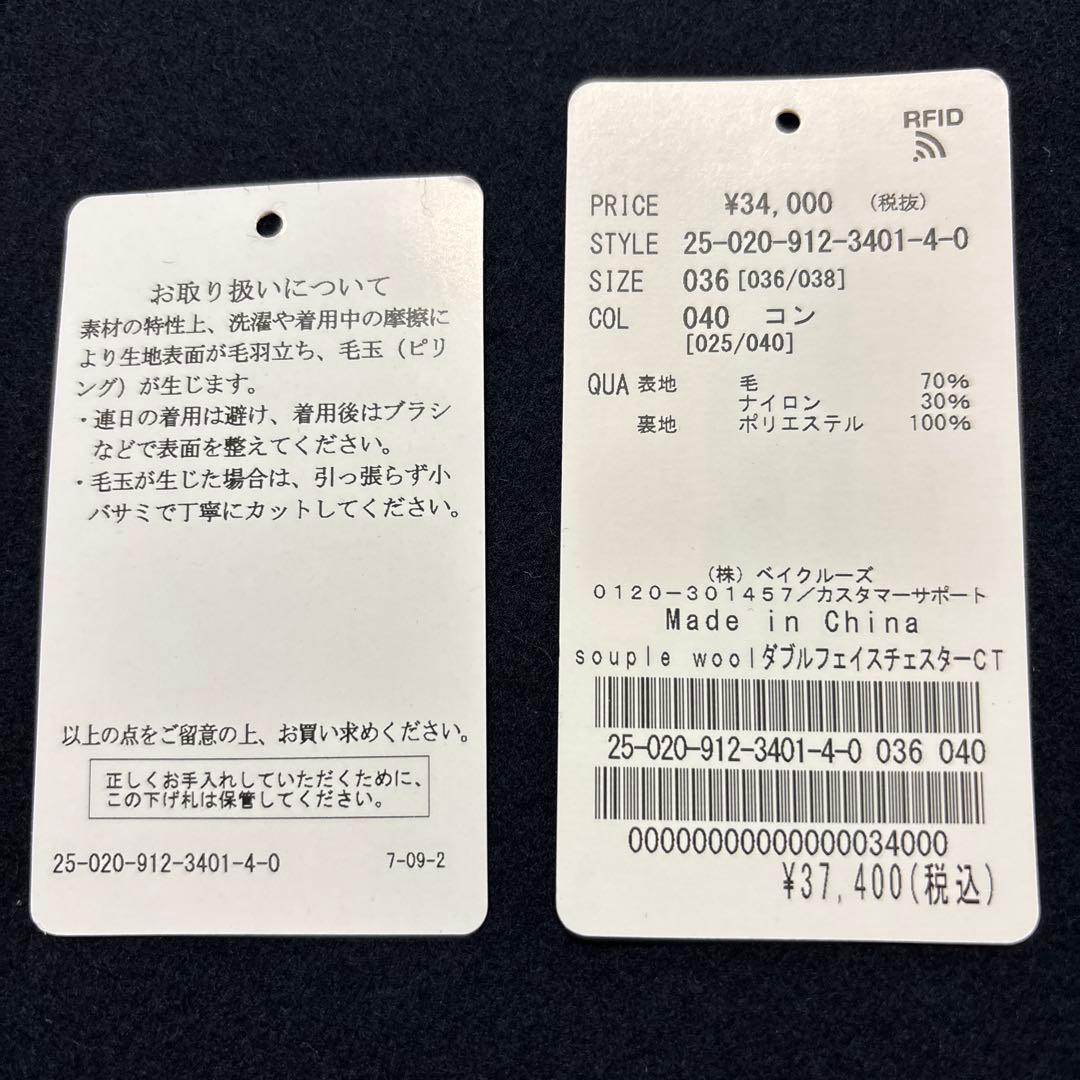 お取り扱いについて
素材の特性上、洗濯や着用中の摩擦に
より生地表面が毛羽立ち、毛玉（ピリ
ング）が生じます。
・連日の着用は避け、着用後はブラシ
などで表面を整えてください。
・毛玉が生じた場合は、引っ張らず小
バサミで丁寧にカットしてください。
以上の点をご留意の上、お買い求めください。
正しくお手入れしていただくために、
この下げ札は保管してください。
25-020-912-3401-4-0 7-09-2
RFID
PRICE ¥34,000 (税抜)
STYLE 25-020-912-3401-4-0
SIZE 036 [036/038]
COL 040 コン
[025/040]
QUA 表地 毛 70%
ナイロン 30%
裏地 ポリエステル 100%
(株) ベイクルーズ
0120-301457/カスタマーサポート
Made in China
souple woolダブルフェイスチェスターCT
25-020-912-3401-4-0 036 040
00000000000000034000
¥37,400(税込)